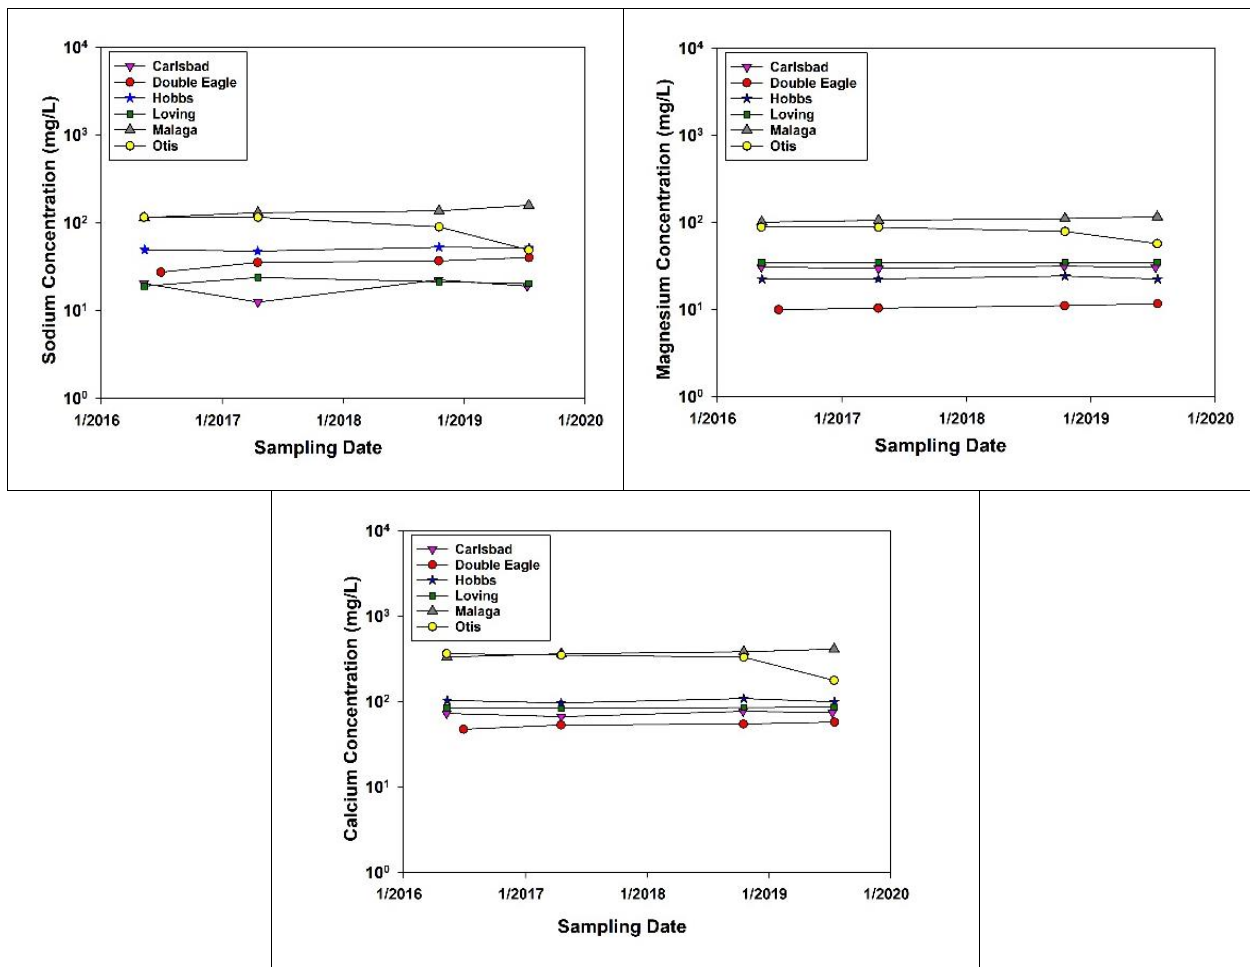 10⁴
10³
10²
10¹
10⁰
Sodium Concentration (mg/L)
Carlsbad
Double Eagle
Hobbs
Loving
Malaga
Otis
1/2016 1/2017 1/2018 1/2019 1/2020
Sampling Date
10⁴
10³
10²
10¹
10⁰
Magnesium Concentration (mg/L)
Carlsbad
Double Eagle
Hobbs
Loving
Malaga
Otis
1/2016 1/2017 1/2018 1/2019 1/2020
Sampling Date
10⁴
10³
10²
10¹
10⁰
Calcium Concentration (mg/L)
Carlsbad
Double Eagle
Hobbs
Loving
Malaga
Otis
1/2016 1/2017 1/2018 1/2019 1/2020
Sampling Date